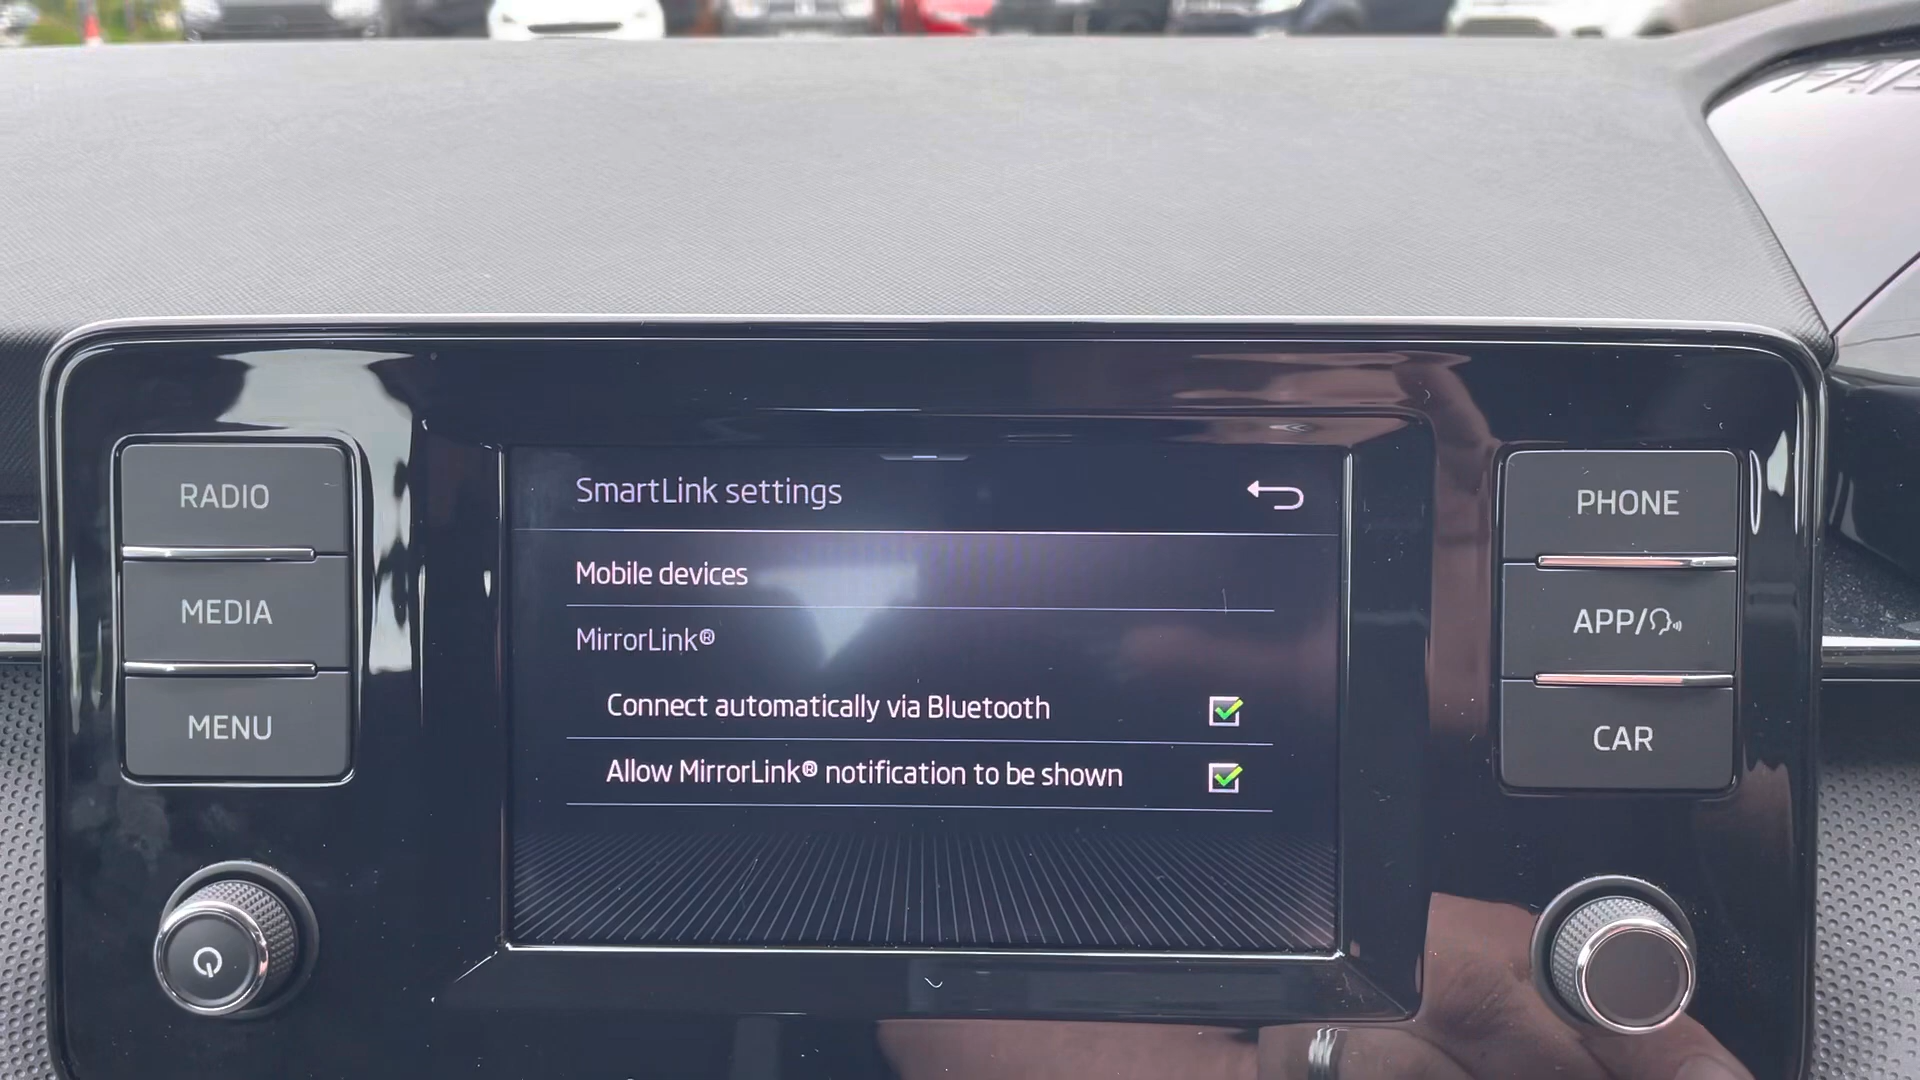 RADIO
MEDIA
MENU
SmartLink settings
Mobile devices
MirrorLink®
Connect automatically via Bluetooth
Allow MirrorLink® notification to be shown
PHONE
APP/
CAR